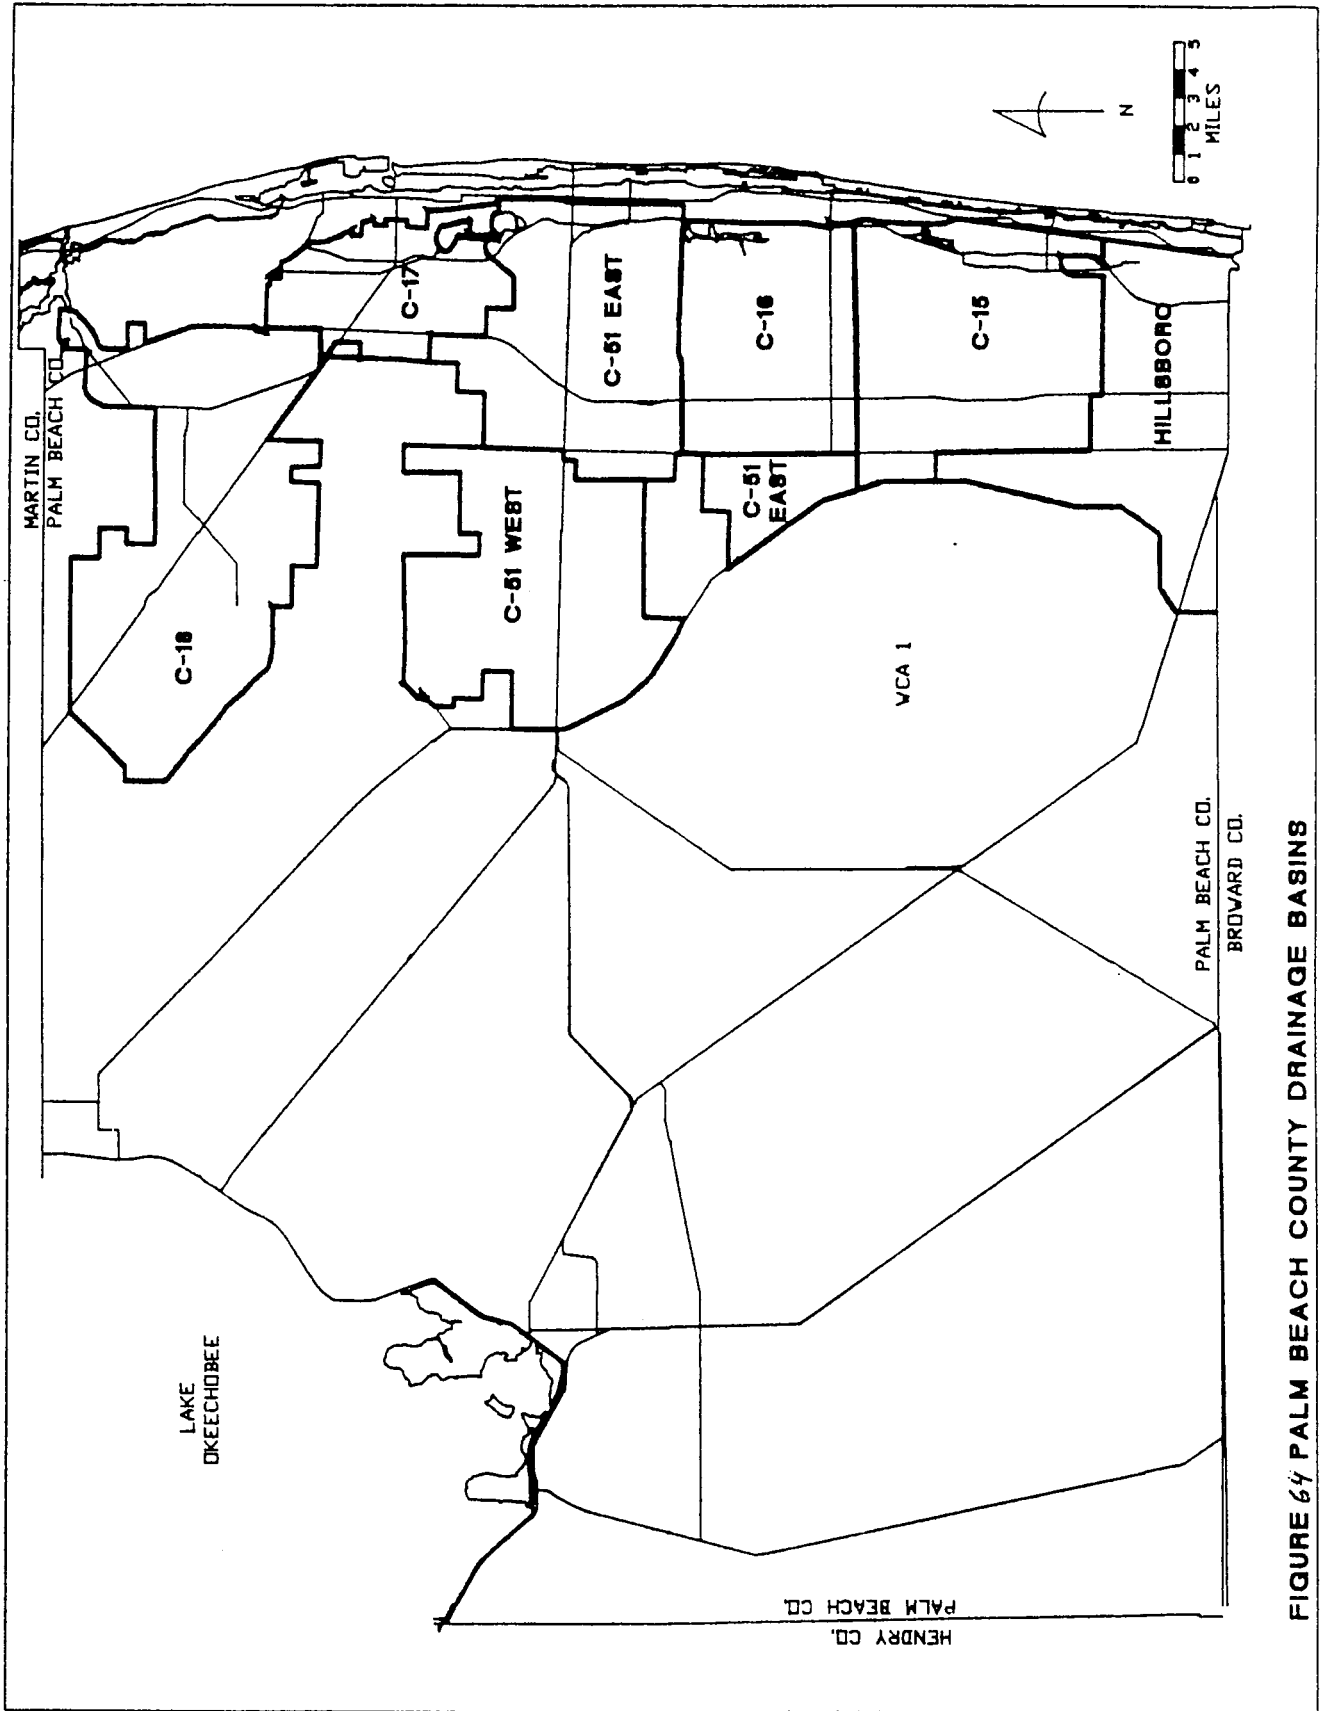 MARTIN CO.
PALM BEACH CO.
LAKE
OKEECHOBEE
C-18
C-17
C-51 WEST
C-51 EAST
C-16
C-51
EAST
C-15
HILLSBORO
WCA 1
HENDRY CO.
PALM BEACH CO.
PALM BEACH CO.
BROWARD CO.
N
0 1 2 3 4 5
MILES
FIGURE 64 PALM BEACH COUNTY DRAINAGE BASINS